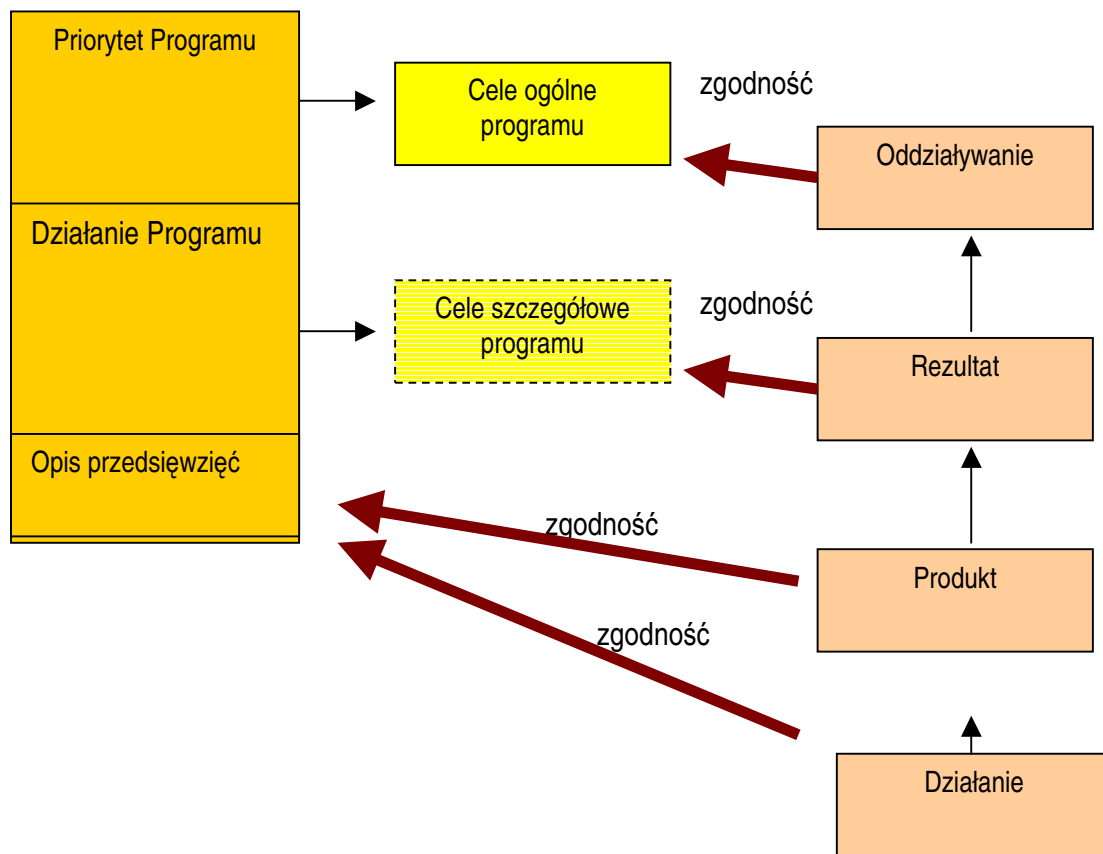 Priorytet Programu
Cele ogólne
programu
zgodność
Oddziaływanie
Działanie Programu
Cele szczegółowe
programu
zgodność
Rezultat
Opis przedsięwzięć
zgodność
Produkt
zgodność
Działanie